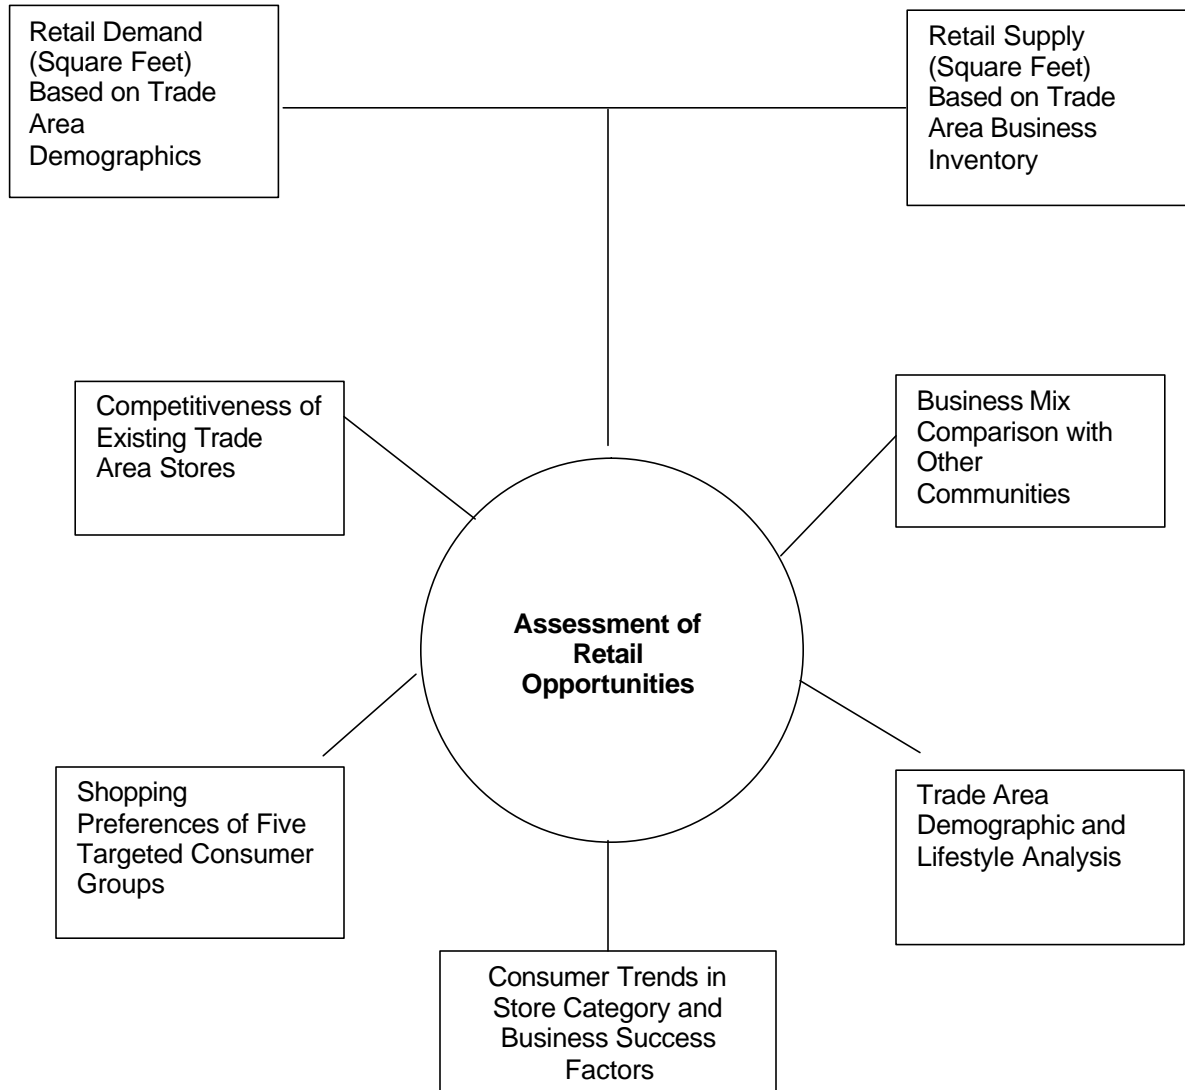 Retail Demand
(Square Feet)
Based on Trade
Area
Demographics
Retail Supply
(Square Feet)
Based on Trade
Area Business
Inventory
Competitiveness of
Existing Trade
Area Stores
Business Mix
Comparison with
Other
Communities
Assessment of
Retail
Opportunities
Shopping
Preferences of Five
Targeted Consumer
Groups
Trade Area
Demographic and
Lifestyle Analysis
Consumer Trends in
Store Category and
Business Success
Factors